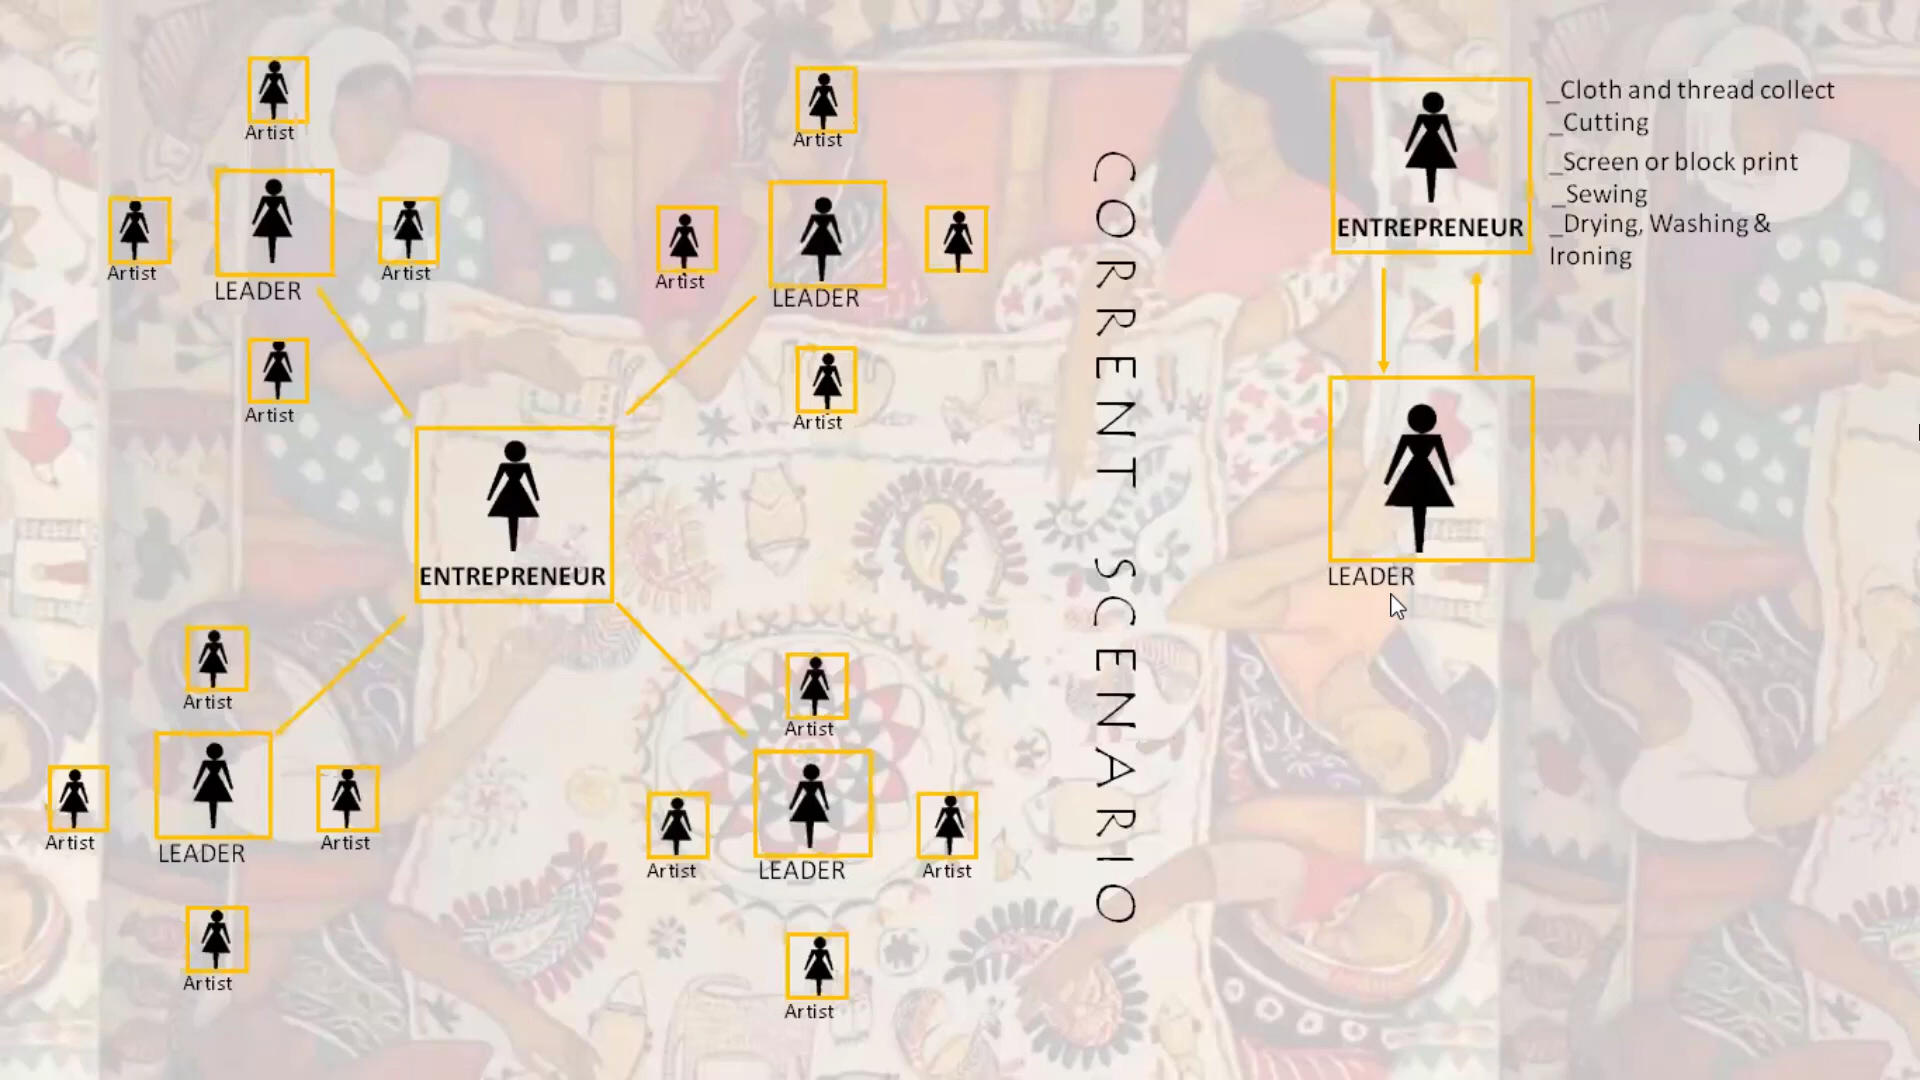 Artist
Artist
LEADER
Artist
Artist
Artist
Artist
LEADER
Artist
ENTREPRENEUR
Artist
Artist
LEADER
Artist
Artist
Artist
Artist
LEADER
Artist
Artist
CORRENT SCENARIO
ENTREPRENEUR
_Cloth and thread collect
_Cutting
_Screen or block print
_Sewing
_Drying, Washing &
Ironing
LEADER